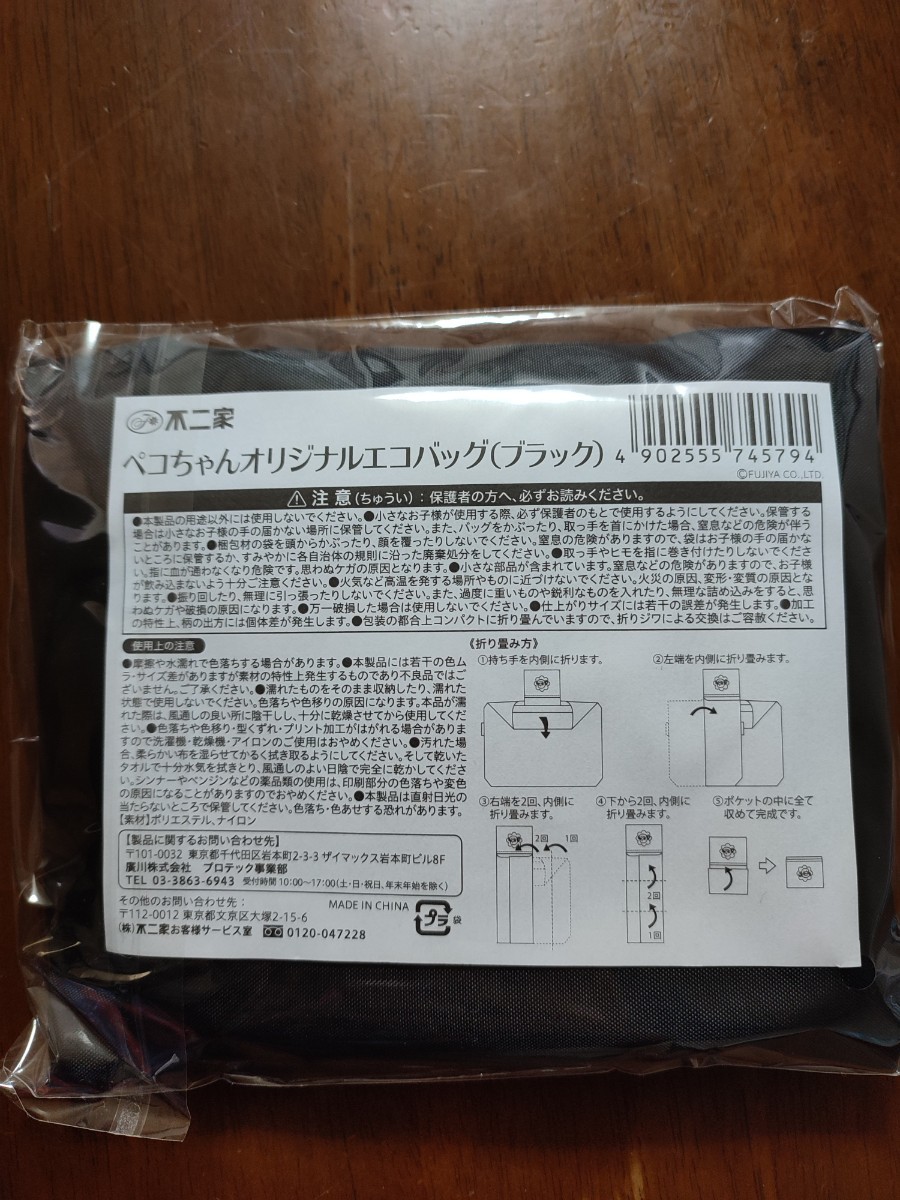 不二家
ペコちゃんオリジナルエコバッグ(ブラック)
4 902555 745794
©FUJIYA CO.,LTD.
注意(ちゅうい):保護者の方へ、必ずお読みください。
●本製品の用途以外には使用しないでください。●小さなお子様が使用する際、必ず保護者のもとで使用するようにしてください。保管する
場合は小さなお子様の手の届かない場所に保管してください。また、バッグをかぶったり、取っ手を首にかけた場合、窒息などの危険が伴う
ことがあります。●梱包材の袋を頭からかぶったり、顔を覆ったりしないでください。窒息の危険がありますので、袋はお子様の手の届かな
いところに保管するか、すみやかに各自治体の規則に沿った廃棄処分をしてください。●取っ手やヒモを指に巻き付けたりしないでくださ
い。指に血が通わなくなり危険です。思わぬケガの原因となります。●小さな部品が含まれています。窒息などの危険がありますので、お子様
が飲み込まないよう十分ご注意ください。●火気など高温を発する場所やものに近づけないでください。火災の原因、変形・変質の原因とな
ります。●振り回したり、無理に引っ張ったりしないでください。また、過度に重いものや鋭利なものを入れたり、無理な詰め込みをすると、思
わぬケガや破損の原因になります。●万一破損した場合は使用しないでください。●仕上がりサイズには若干の誤差が発生します。●加工
の特性上、柄の出方には個体差が発生します。●包装の都合上コンパクトに折り畳んでいますので、折りジワによる交換はご容赦ください。
使用上の注意
●摩擦や水濡れで色落ちする場合があります。●本製品には若干の色ム
ラ・サイズ差がありますが素材の特性上発生するものであり不良品ではご
ざいません。ご了承ください。●濡れたものをそのまま収納したり、濡れた
状態で使用しないでください。色落ちや色移りの原因になります。本品が濡
れた際は、風通しの良い所に陰干しし、十分に乾燥させてから使用してくだ
さい。●色落ちや色移り・型くずれ・プリント加工がはがれる場合がありま
すので洗濯機・乾燥機・アイロンのご使用はおやめください。●汚れた場
合、柔らかい布を湿らせてかるく拭き取るようにしてください。そして乾いた
タオルで十分水気を拭きとり、風通しのよい日陰で完全に乾かしてくださ
い。シンナーやベンジンなどの薬品類の使用は、印刷部分の色落ちや変色
の原因になることがありますのでおやめください。●本製品は直射日光の
当たらないところで保管してください。色落ち・色あせする恐れがあります。
【素材】ポリエステル、ナイロン
【製品に関するお問い合わせ先】
〒101-0032 東京都千代田区岩本町2-3-3 ザイマックス岩本町ビル8F
廣川株式会社 プロテック事業部
TEL 03-3863-6943 受付時間 10:00〜17:00(土・日・祝日、年末年始を除く)
その他のお問い合わせ先:
〒112-0012 東京都文京区大塚2-15-6
(株)不二家お客様サービス室 0120-047228
MADE IN CHINA
プラ
袋
《折り畳み方》
①持ち手を内側に折ります。
②左端を内側に折り畳みます。
③右端を2回、内側に
折り畳みます。
2回
1回
④下から2回、内側に
折り畳みます。
2回
1回
⑤ポケットの中に全て
収めて完成です。